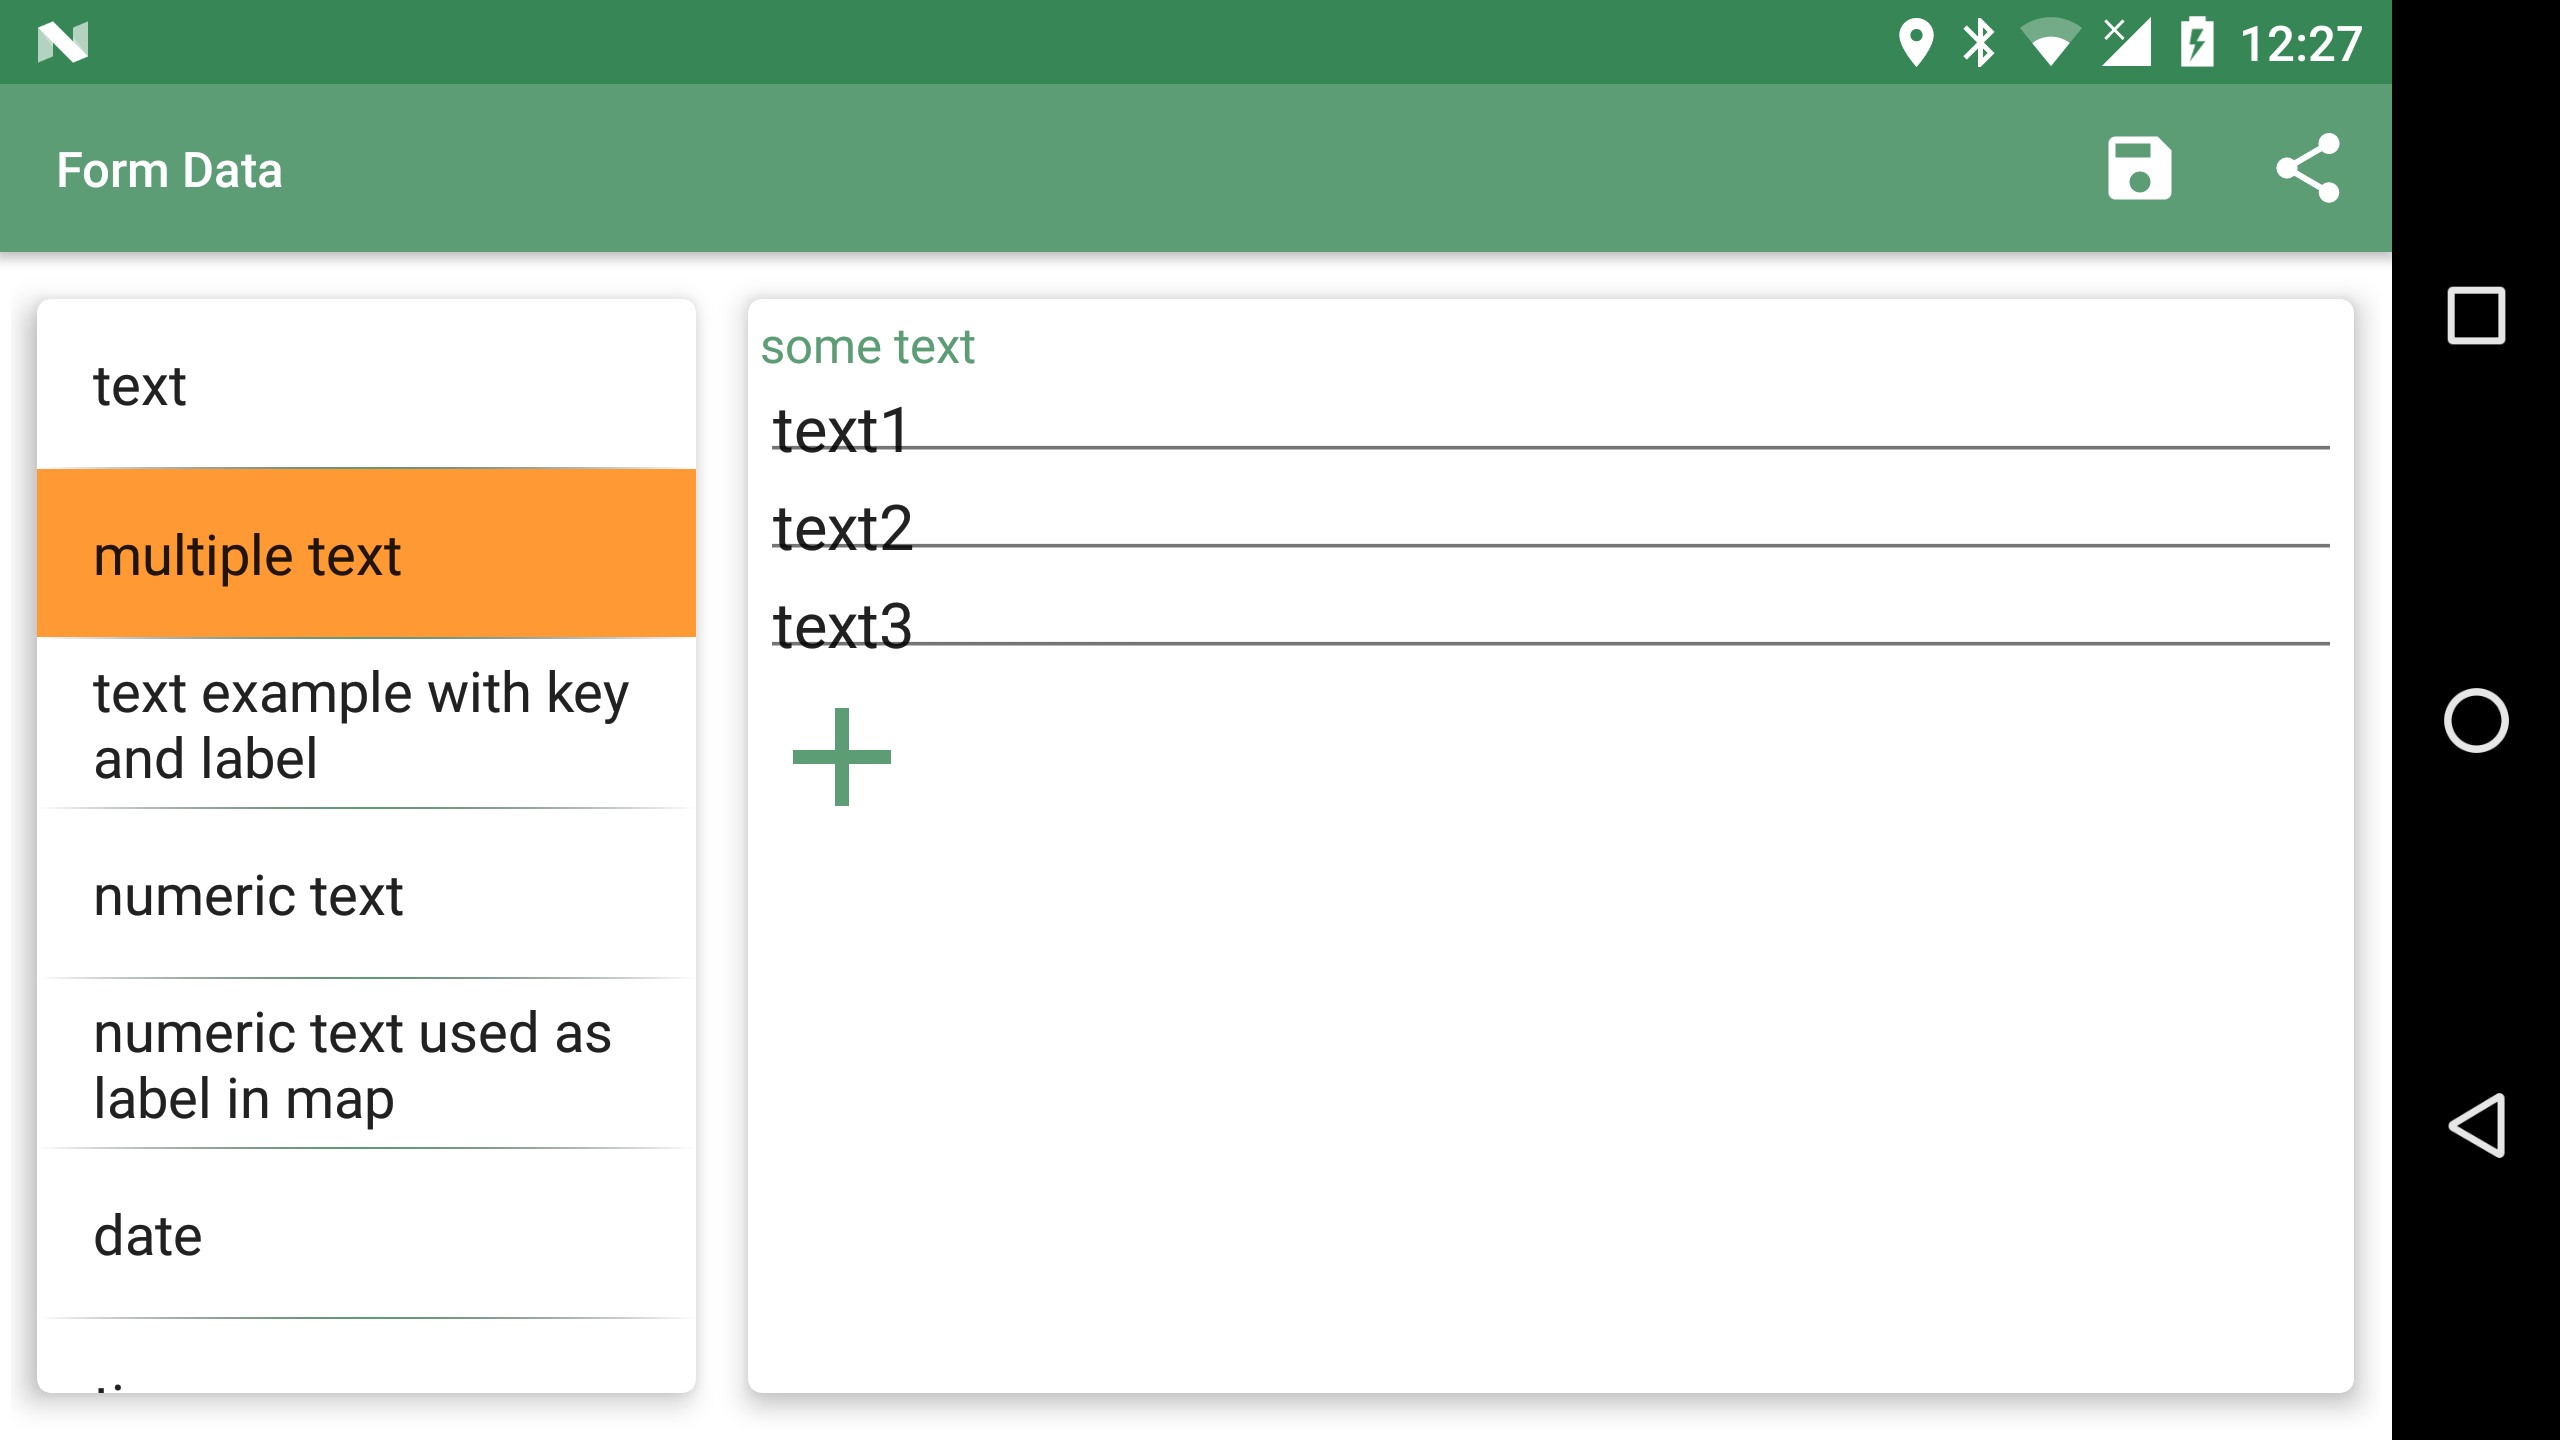 12:27
Form Data
text
multiple text
text example with key
and label
numeric text
numeric text used as
label in map
date
some text
text1
text2
text3